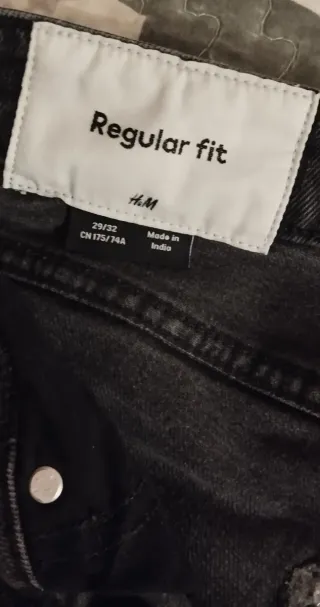 Regular fit
H&M
29/32
CN 175/74A
Made in
India